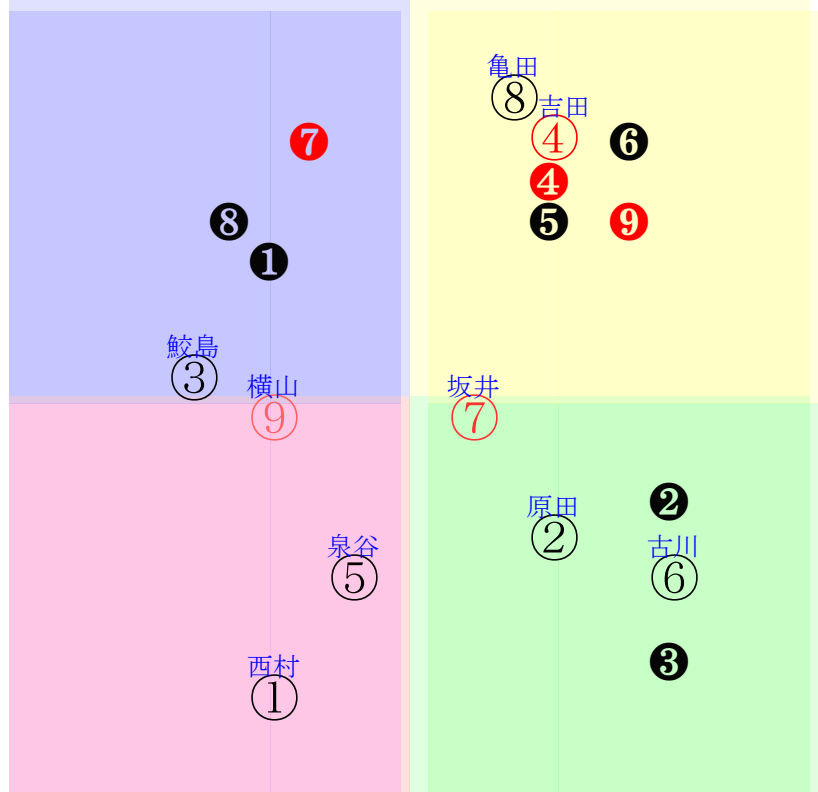 亀田
⑧
吉田
④
❼
❻
❹
❽
❺
❾
❶
鮫島
③
横山
⑨
坂井
⑦
❷
原田
②
泉谷
⑤
古川
⑥
❸
西村
①